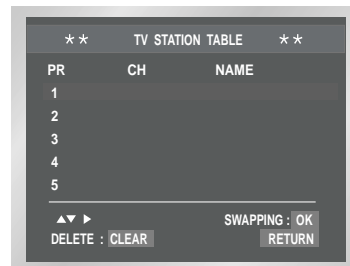 ** TV STATION TABLE **
PR CH NAME
1
2
3
4
5
▲▼ ▶ SWAPPING : OK
DELETE : CLEAR RETURN